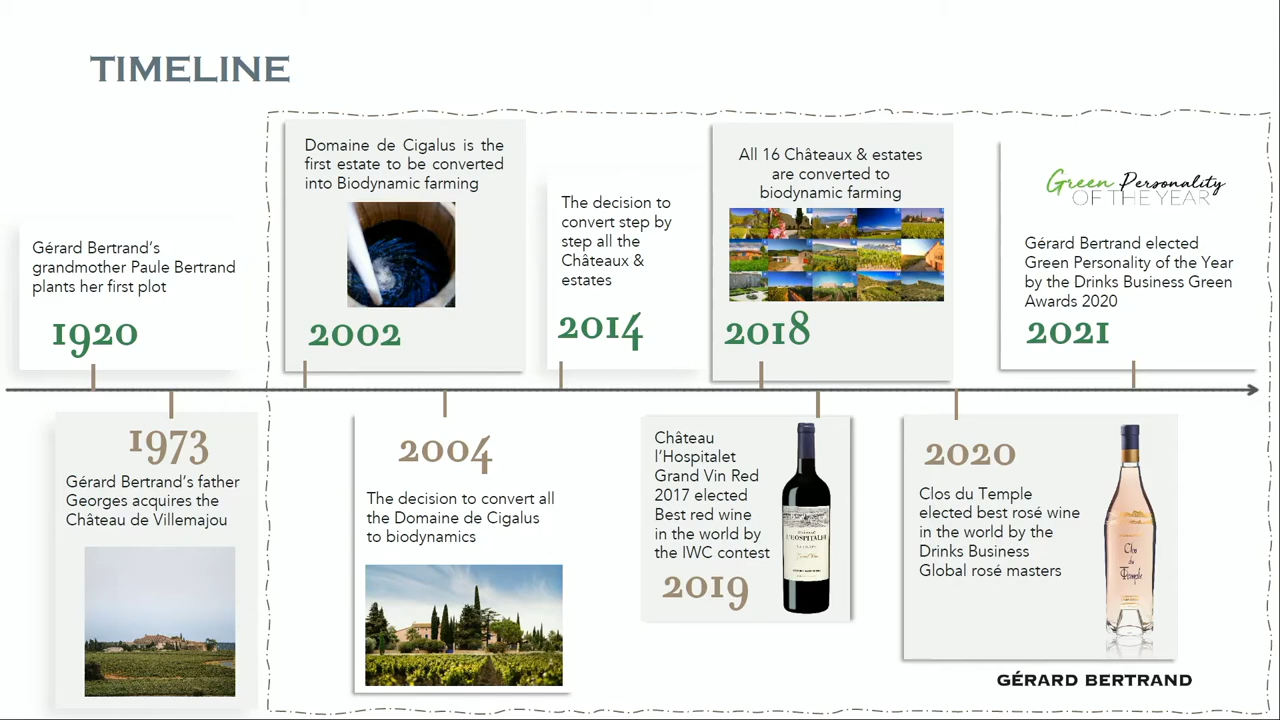 TIMELINE
Gérard Bertrand's
grandmother Paule Bertrand
plants her first plot
1920
Domaine de Cigalus is the
first estate to be converted
into Biodynamic farming
2002
The decision to
convert step by
step all the
Châteaux &
estates
2014
All 16 Châteaux & estates
are converted to
biodynamic farming
2018
Green Personality
OF THE YEAR
Gérard Bertrand elected
Green Personality of the Year
by the Drinks Business Green
Awards 2020
2021
1973
Gérard Bertrand's father
Georges acquires the
Château de Villemajou
2004
The decision to convert all
the Domaine de Cigalus
to biodynamics
Château
l'Hospitalet
Grand Vin Red
2017 elected
Best red wine
in the world by
the IWC contest
2019
L'HOSPITALET
2020
Clos du Temple
elected best rosé wine
in the world by the
Drinks Business
Global rosé masters
Clos
du
Temple
GÉRARD BERTRAND